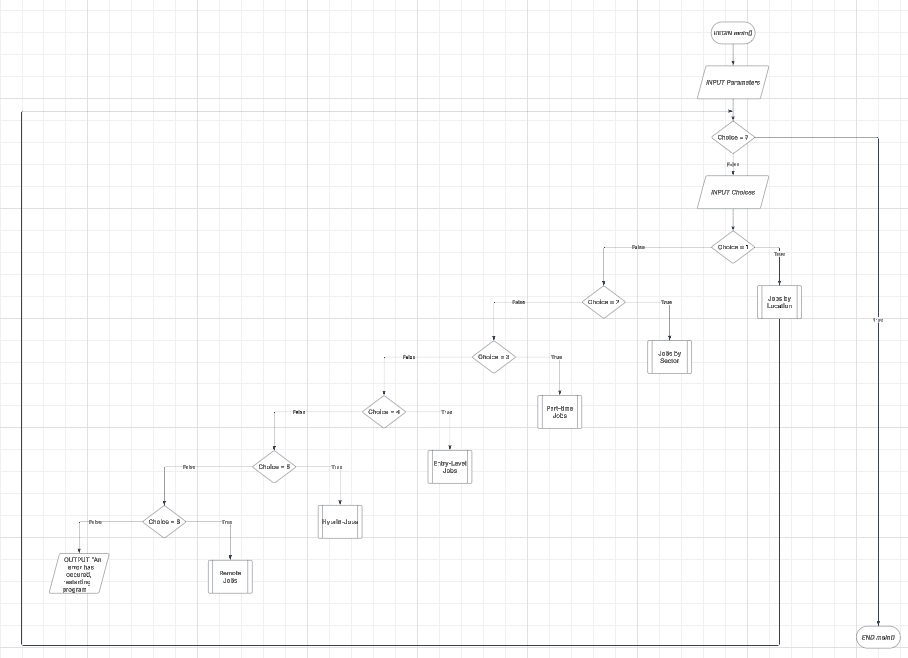 BEGIN main()
INPUT Parameters
Choice = 7
False
INPUT Choices
Choice = 1
False
True
Jobs by
Location
True
Choice = 2
False
True
Jobs by
Sector
Choice = 3
False
True
Part-time
Jobs
Choice = 4
False
True
Entry-Level
Jobs
Choice = 5
False
True
Hybrid-Jobs
Choice = 6
False
True
OUTPUT "An
error has
occured,
restarting
program
Remote
Jobs
END main()